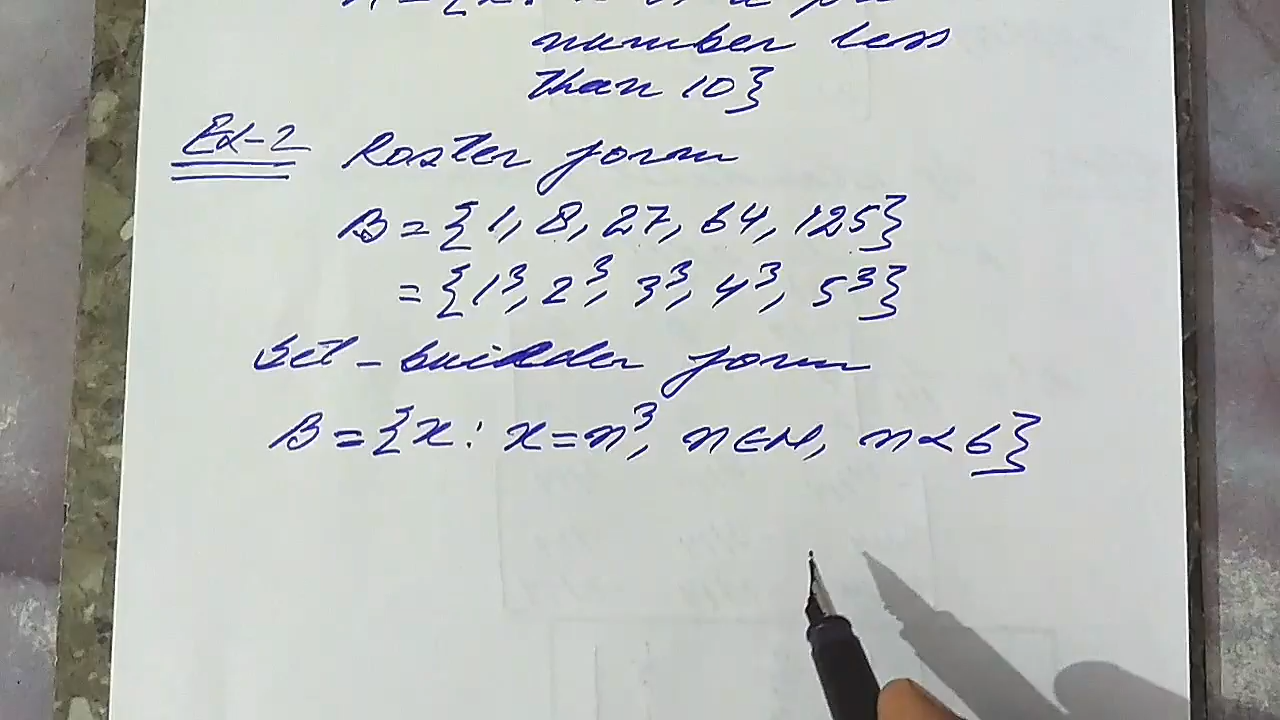 number less
than 10}
Ex-2 Roster form
B = {1, 8, 27, 64, 125}
= {1³, 2³, 3³, 4³, 5³}
Set-builder form
B = {x : x = n³, n ∈ N, n < 6}